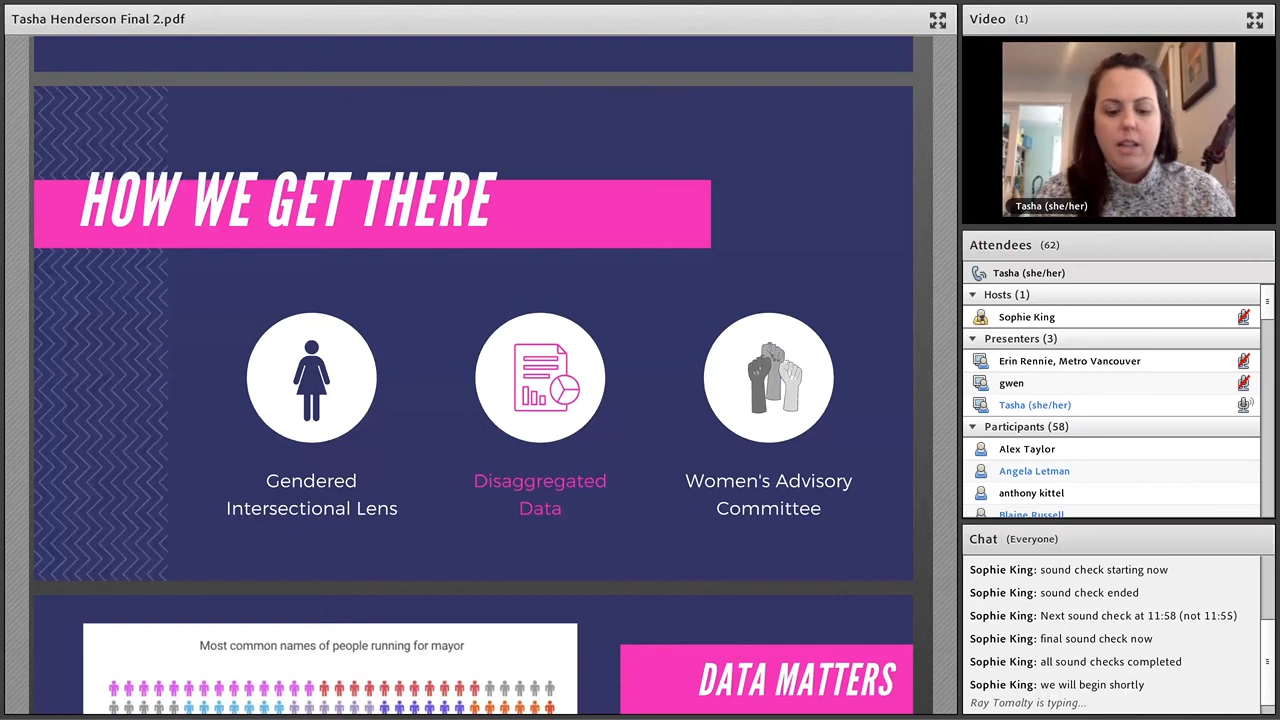 Tasha Henderson Final 2.pdf
HOW WE GET THERE
Gendered
Intersectional Lens
Disaggregated
Data
Women's Advisory
Committee
Most common names of people running for mayor
DATA MATTERS
Video (1)
Tasha (she/her)
Attendees (62)
Tasha (she/her)
Hosts (1)
Sophie King
Presenters (3)
Erin Rennie, Metro Vancouver
gwen
Tasha (she/her)
Participants (58)
Alex Taylor
Angela Letman
anthony kittel
Blaine Russell
Chat (Everyone)
Sophie King: sound check starting now
Sophie King: sound check ended
Sophie King: Next sound check at 11:58 (not 11:55)
Sophie King: final sound check now
Sophie King: all sound checks completed
Sophie King: we will begin shortly
Ray Tomalty is typing...